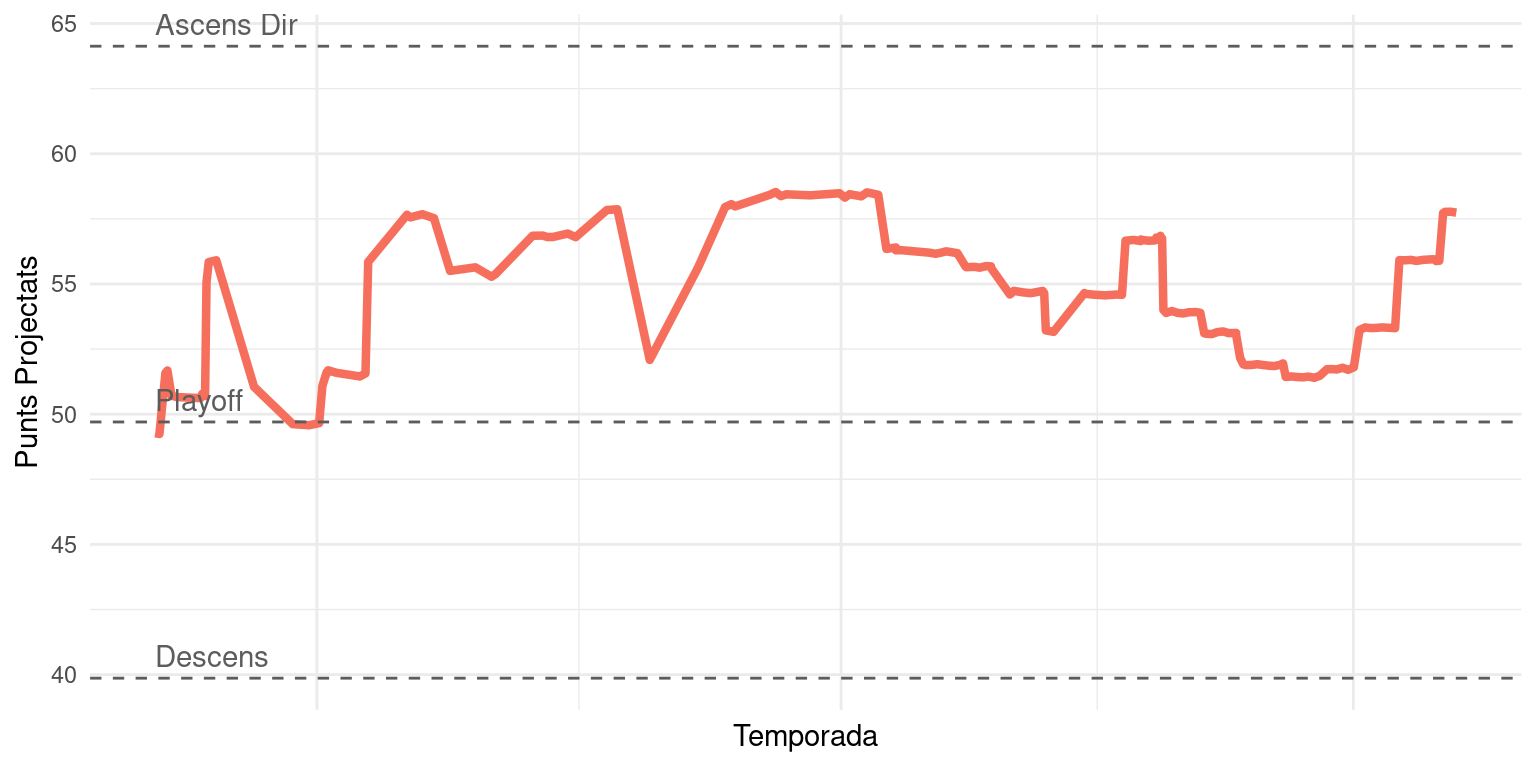 65
Ascens Dir
60
55
Playoff
50
45
Descens
40
Punts Projectats
Temporada